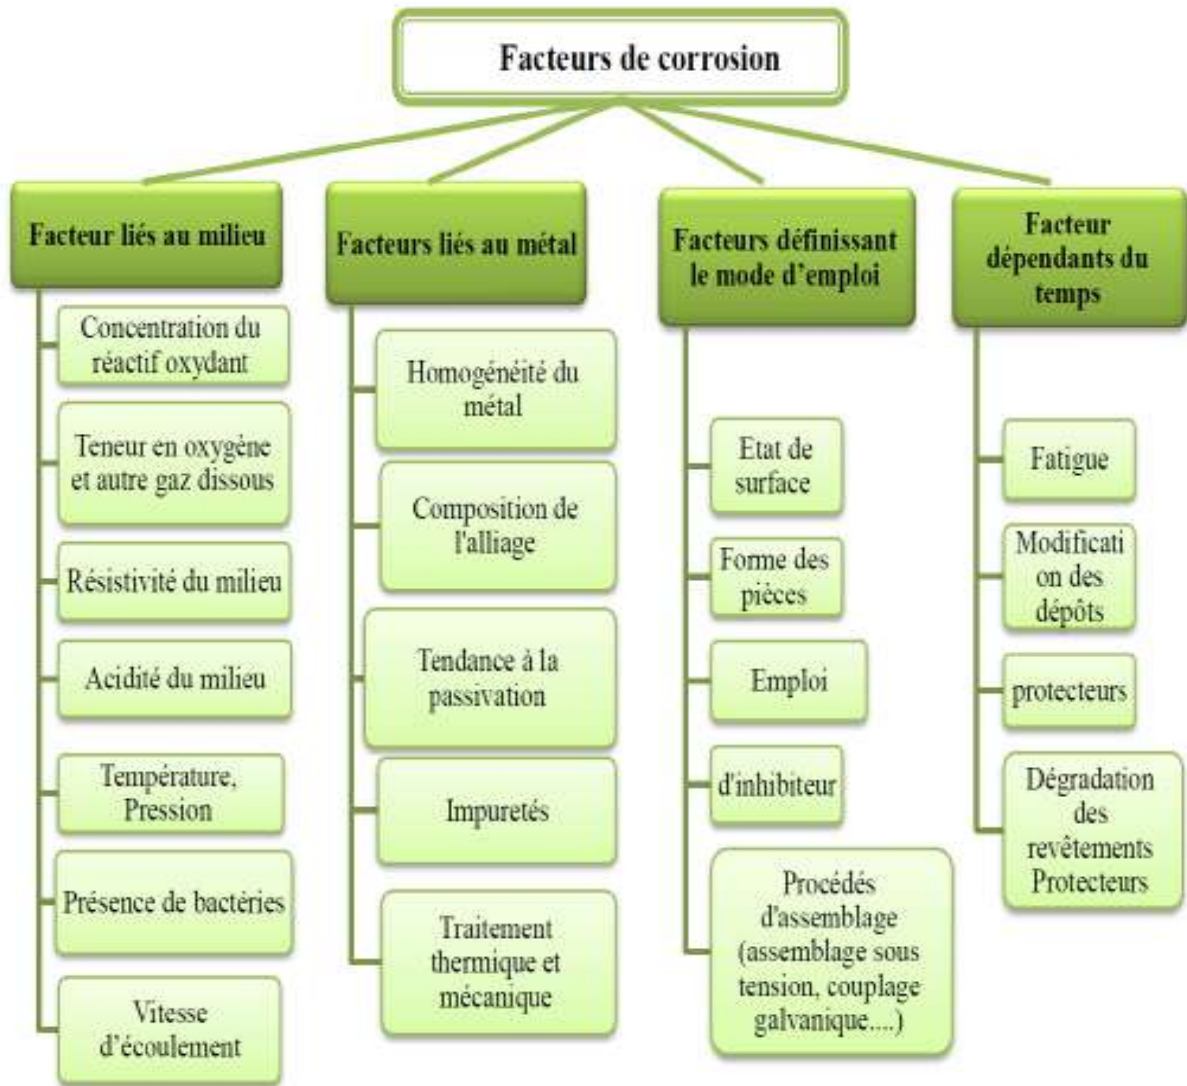 Facteurs de corrosion
Facteur liés au milieu
Concentration du
réactif oxydant
Teneur en oxygène
et autre gaz dissous
Résistivité du milieu
Acidité du milieu
Température,
Pression
Présence de bactéries
Vitesse
d’écoulement
Facteurs liés au métal
Homogénéité du
métal
Composition de
l'alliage
Tendance à la
passivation
Impuretés
Traitement
thermique et
mécanique
Facteurs définissant
le mode d’emploi
Etat de
surface
Forme des
pièces
Emploi
d'inhibiteur
Procédés
d'assemblage
(assemblage sous
tension, couplage
galvanique....)
Facteur
dépendants du
temps
Fatigue
Modificati
on des
dépôts
protecteurs
Dégradation
des
revêtements
Protecteurs